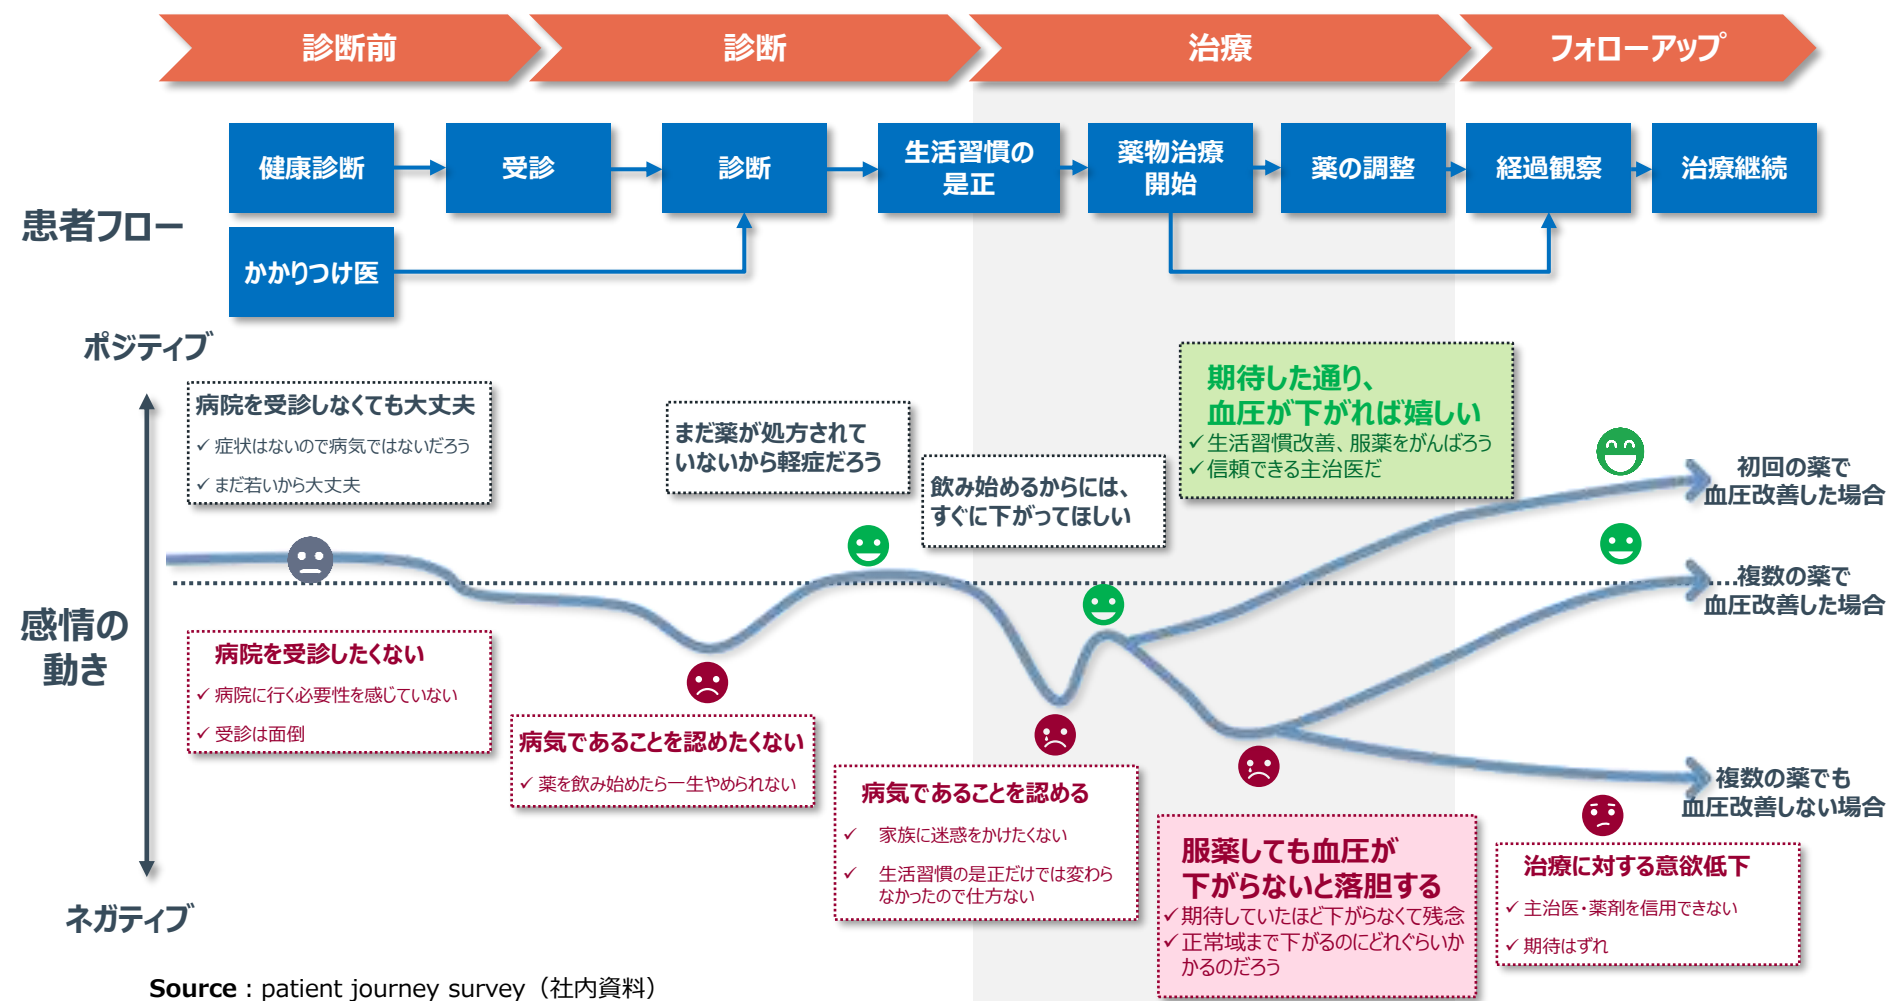 診断前
診断
治療
フォローアップ
患者フロー
健康診断
受診
診断
生活習慣の
是正
薬物治療
開始
薬の調整
経過観察
治療継続
かかりつけ医
ポジティブ
感情の
動き
ネガティブ
病院を受診しなくても大丈夫
✓ 症状はないので病気ではないだろう
✓ まだ若いから大丈夫
まだ薬が処方されて
いないから軽症だろう
飲み始めるからには、
すぐに下がってほしい
期待した通り、
血圧が下がれば嬉しい
✓ 生活習慣改善、服薬をがんばろう
✓ 信頼できる主治医だ
初回の薬で
血圧改善した場合
複数の薬で
血圧改善した場合
複数の薬でも
血圧改善しない場合
病院を受診したくない
✓ 病院に行く必要性を感じていない
✓ 受診は面倒
病気であることを認めたくない
✓ 薬を飲み始めたら一生やめられない
病気であることを認める
✓ 家族に迷惑をかけたくない
✓ 生活習慣の是正だけでは変わら
なかったので仕方ない
服薬しても血圧が
下がらないと落胆する
✓ 期待していたほど下がらなくて残念
✓ 正常域まで下がるのにどれぐらいか
かるのだろう
治療に対する意欲低下
✓ 主治医・薬剤を信用できない
✓ 期待はずれ
Source：patient journey survey（社内資料）